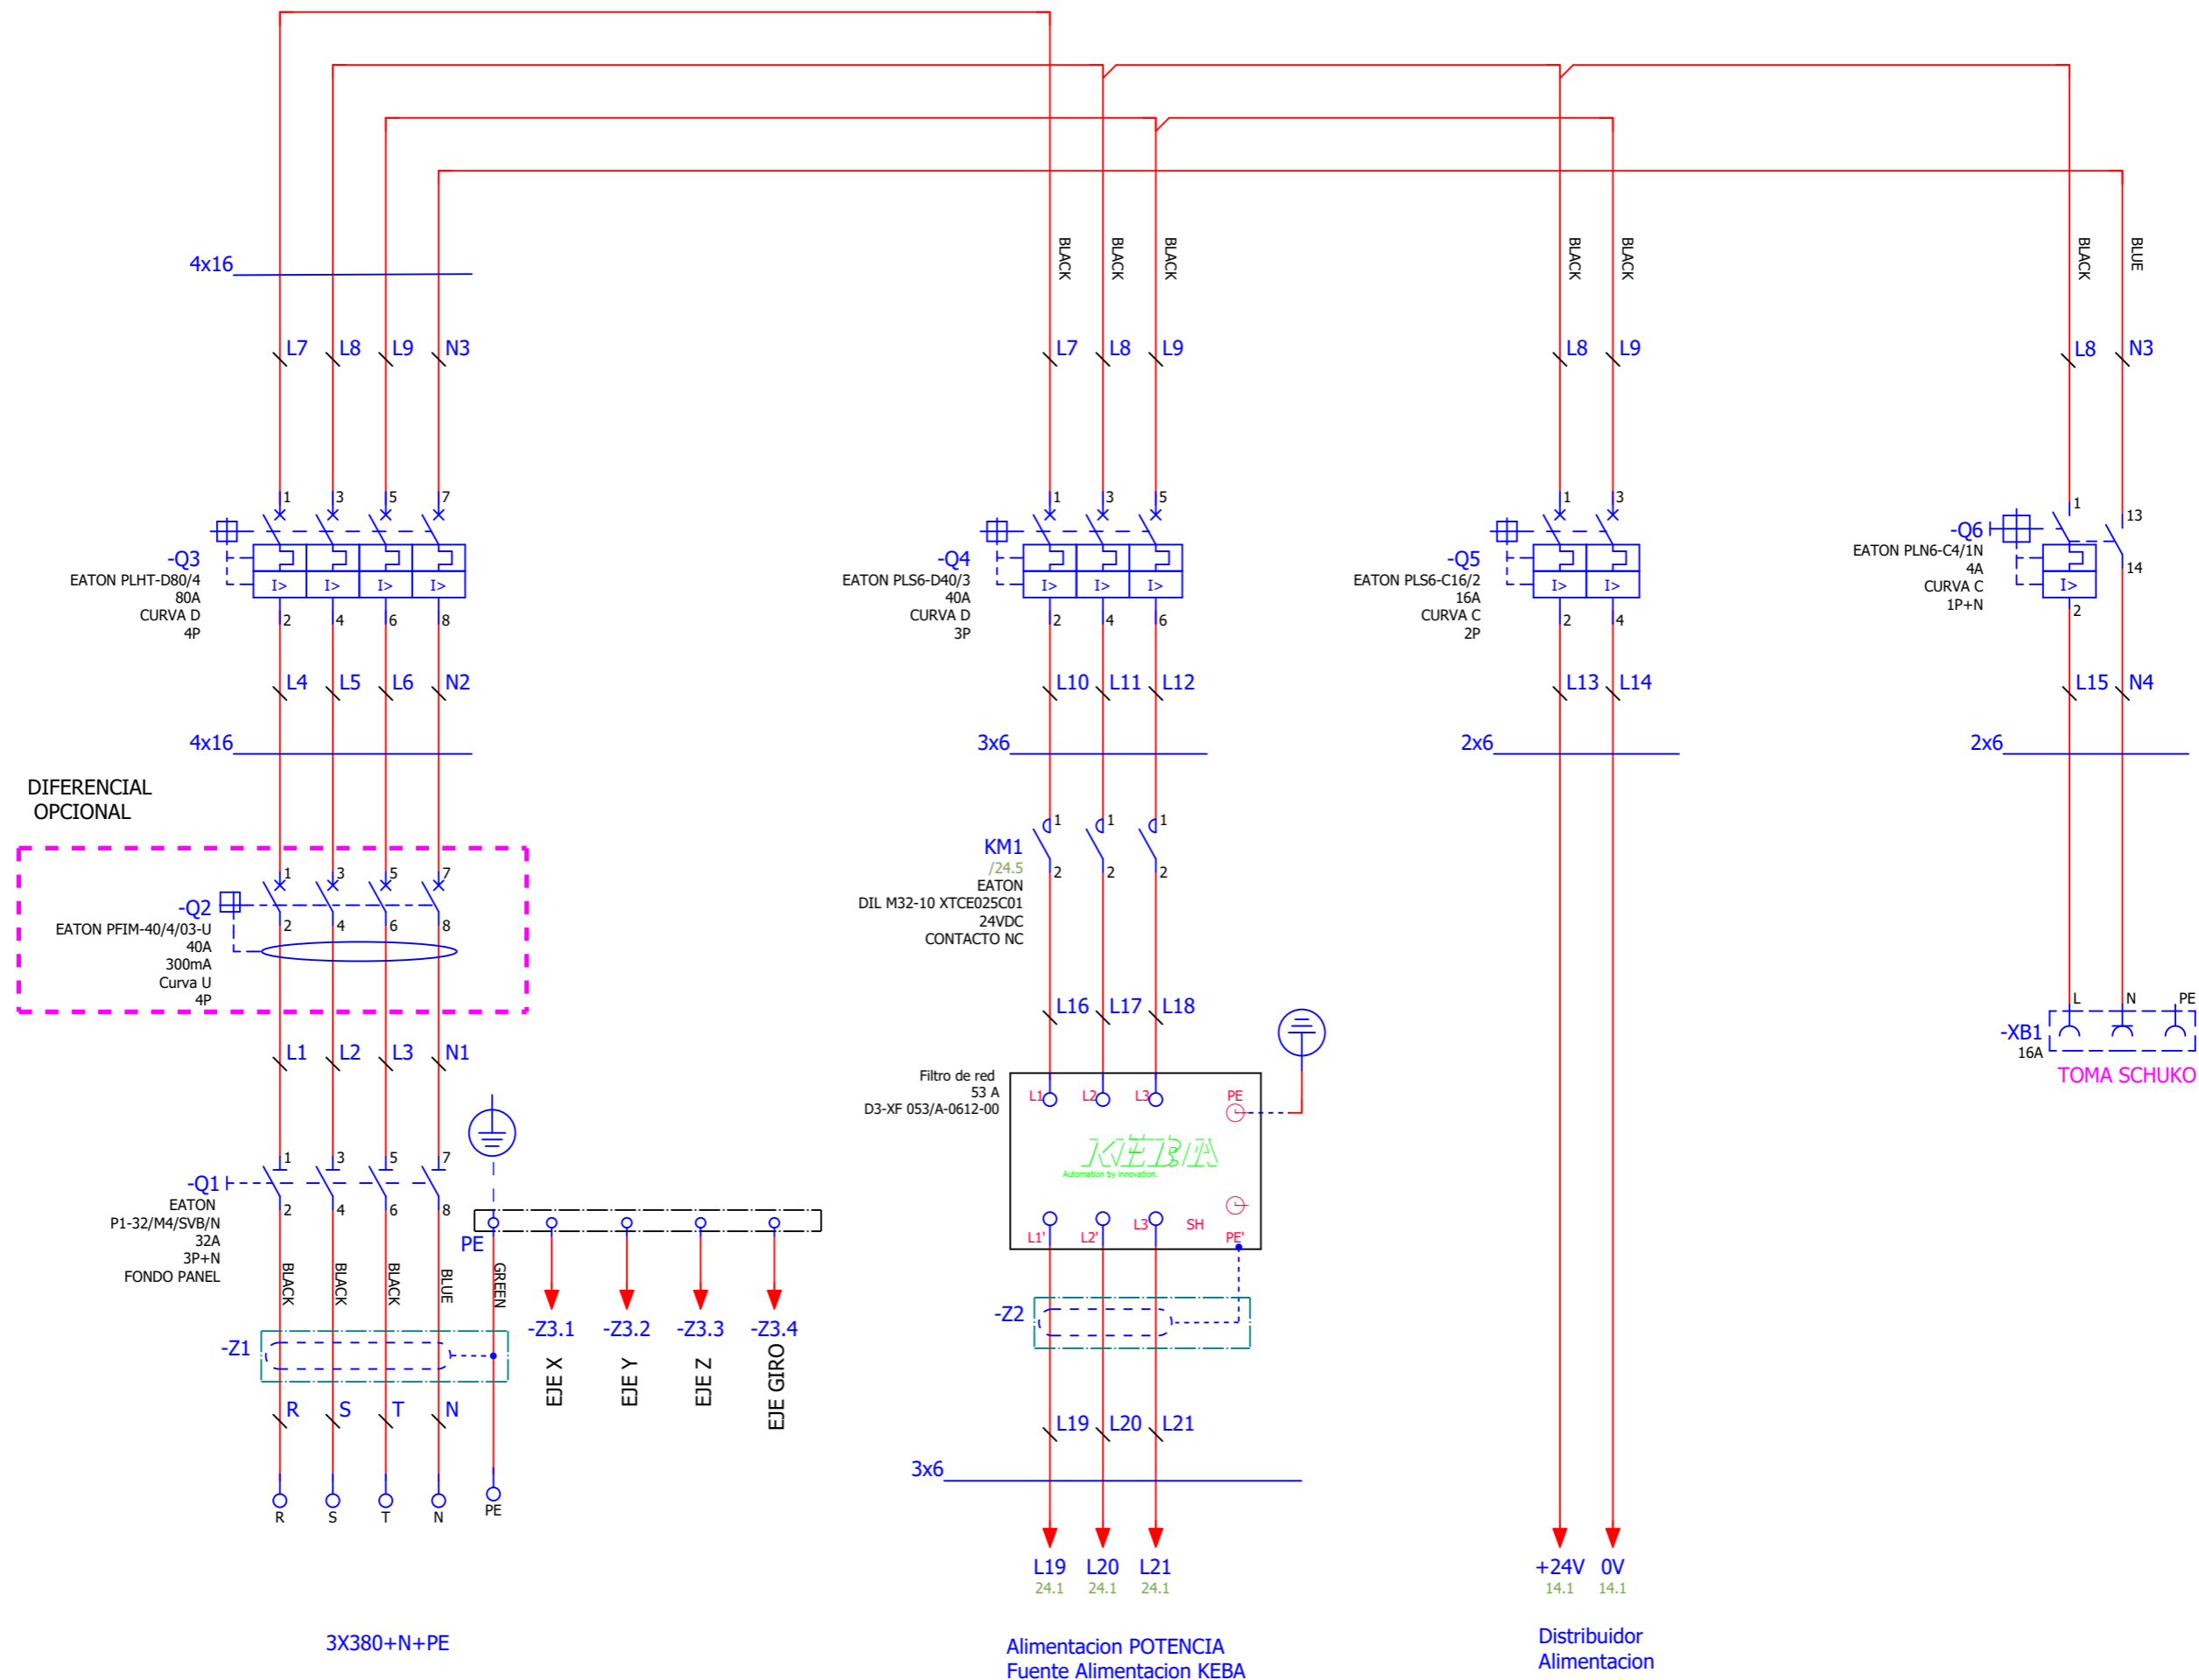 BLACK
BLACK
BLACK
BLACK
BLACK
BLACK
BLUE
4x16
L7
L8
L9
N3
L7
L8
L9
L8
L9
L8
N3
1
3
5
7
1
3
5
1
3
1
13
-Q3
EATON PLHT-D80/4
80A
CURVA D
4P
I>
I>
I>
I>
-Q4
EATON PLS6-D40/3
40A
CURVA D
3P
I>
I>
I>
-Q5
EATON PLS6-C16/2
16A
CURVA C
2P
I>
I>
-Q6
EATON PLN6-C4/1N
4A
CURVA C
1P+N
I>
14
2
4
6
8
2
4
6
2
4
2
L4
L5
L6
N2
L10
L11
L12
L13
L14
L15
N4
4x16
3x6
2x6
2x6
DIFERENCIAL
OPCIONAL
1
3
5
7
-Q2
EATON PFIM-40/4/03-U
40A
300mA
Curva U
4P
2
4
6
8
1
1
1
KM1
/24.5
EATON
DIL M32-10 XTCE025C01
24VDC
CONTACTO NC
2
2
2
L16
L17
L18
L
N
PE
-XB1
16A
TOMA SCHUKO
L1
L2
L3
N1
Filtro de red
53 A
D3-XF 053/A-0612-00
L1
L2
L3
PE
KEBA
Automation by innovation.
L1'
L2'
L3
SH
PE'
1
3
5
7
-Q1
EATON
P1-32/M4/SVB/N
32A
3P+N
FONDO PANEL
2
4
6
8
PE
BLACK
BLACK
BLACK
BLUE
GREEN
-Z3.1
-Z3.2
-Z3.3
-Z3.4
EJE X
EJE Y
EJE Z
EJE GIRO
-Z1
-Z2
R
S
T
N
L19
L20
L21
3x6
R
S
T
N
PE
L19
L20
L21
24.1
24.1
24.1
+24V
0V
14.1
14.1
3X380+N+PE
Alimentacion POTENCIA
Fuente Alimentacion KEBA
Distribuidor
Alimentacion